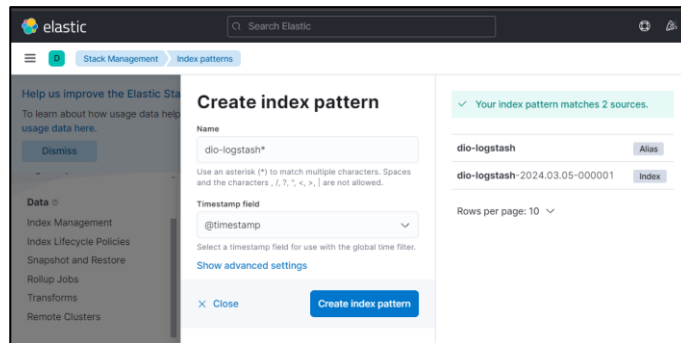 elastic
Search Elastic
D
Stack Management
Index patterns
Help us improve the Elastic Sta
To learn about how usage data help
usage data here.
Dismiss
Data
Index Management
Index Lifecycle Policies
Snapshot and Restore
Rollup Jobs
Transforms
Remote Clusters
Create index pattern
Name
dio-logstash*
Use an asterisk (*) to match multiple characters. Spaces
and the characters , /, ?, ", <, >, | are not allowed.
Timestamp field
@timestamp
Select a timestamp field for use with the global time filter.
Show advanced settings
× Close
Create index pattern
✓ Your index pattern matches 2 sources.
dio-logstash Alias
dio-logstash-2024.03.05-000001 Index
Rows per page: 10